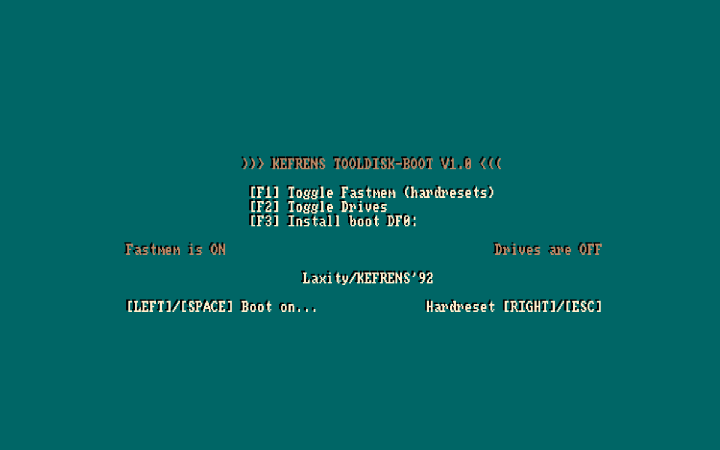 >>> KEFRENS TOOLDISK-BOOT V1.0 <<<
[F1] Toggle Fastmem (hardresets)
[F2] Toggle Drives
[F3] Install boot DF0:
Fastmem is ON Drives are OFF
Laxity/KEFRENS'92
[LEFT]/[SPACE] Boot on... Hardreset [RIGHT]/[ESC]